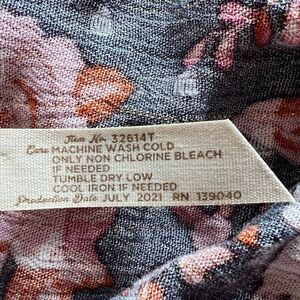 Item No. 32614T
Care MACHINE WASH COLD
ONLY NON CHLORINE BLEACH
IF NEEDED
TUMBLE DRY LOW
COOL IRON IF NEEDED
Production Date JULY 2021 RN 139040